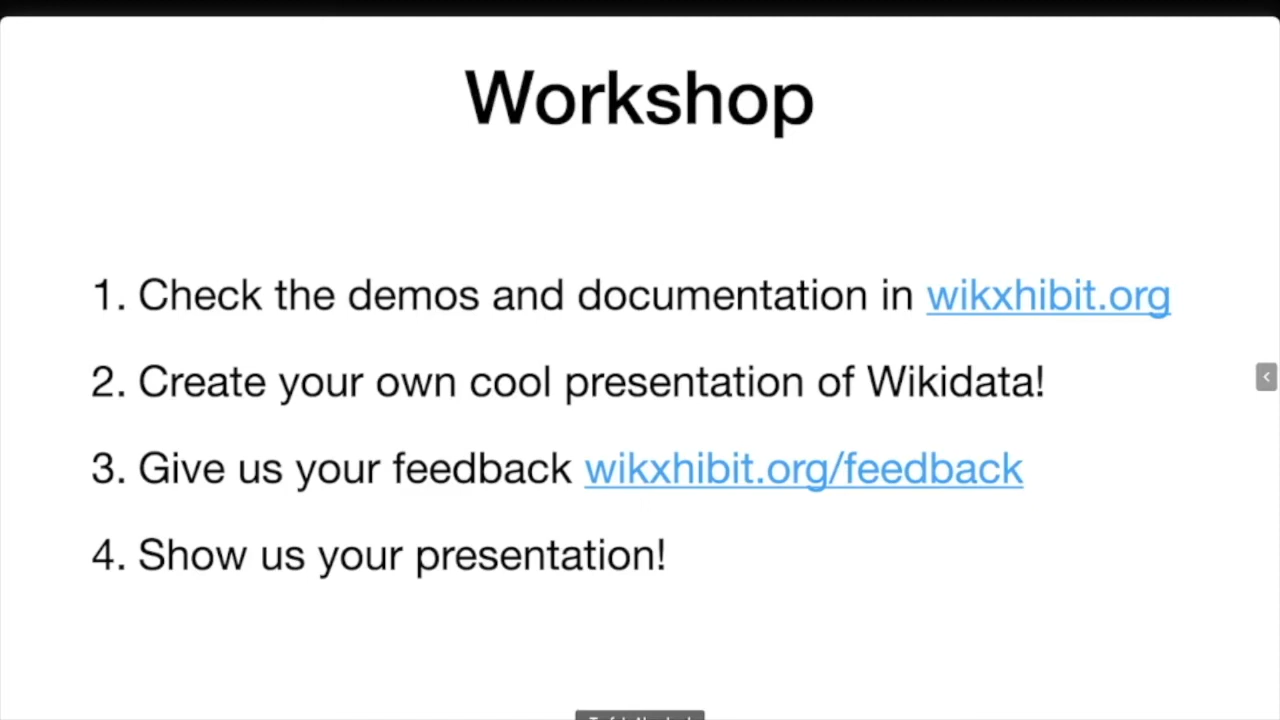 Workshop
1. Check the demos and documentation in wikxhibit.org
2. Create your own cool presentation of Wikidata!
3. Give us your feedback wikxhibit.org/feedback
4. Show us your presentation!